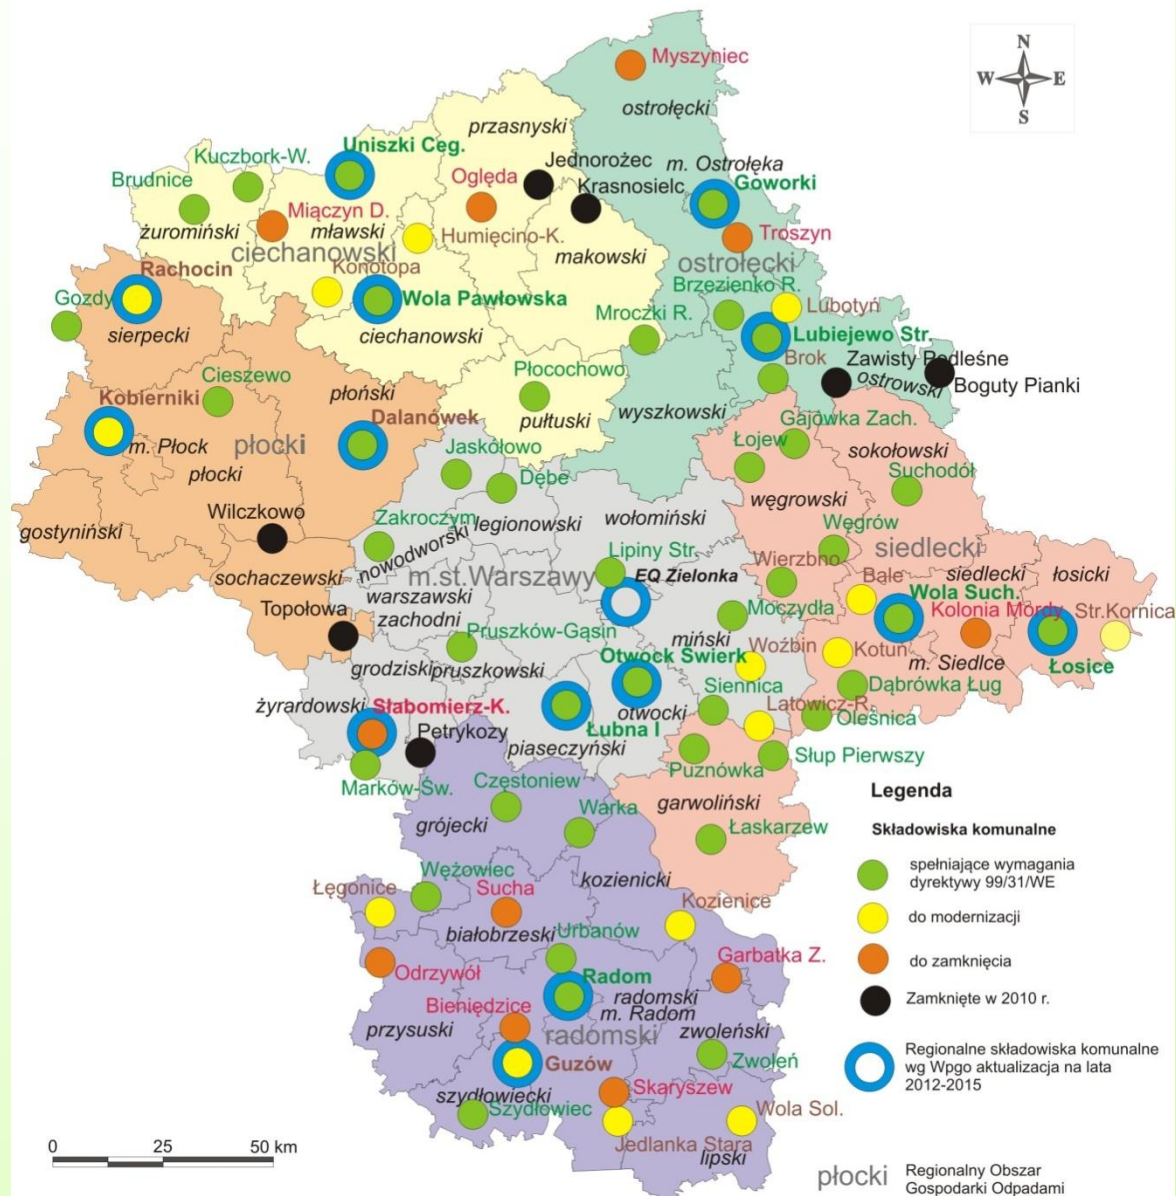 N
W
E
S
Myszyniec
ostrołęcki
przasnyski
Uniszki Ceg.
Kuczbork-W.
Jednorożec
m. Ostrołęka
Brudnice
Oględa
Krasnosielc
Goworki
Miączyn D.
żuromiński
mławski
Humięcino-K.
Troszyn
ciechanowski
makowski
ostrołęcki
Rachocin
Konotopa
Brzezienko R.
Gozdy
Wola Pawłowska
Mroczki R.
Lubotyń
sierpecki
ciechanowski
Lubiejewo Str.
Brok
Zawisty Podleśne
Cieszewo
Płocochowo
ostrowski
Boguty Pianki
Kobierniki
płoński
pułtuski
wyszkowski
Dalanówek
Gajówka Zach.
m. Płock
płocki
Jaskółowo
Łojew
sokołowski
płocki
Dębe
Suchodół
węgrowski
Wilczkowo
Zakroczym
legionowski
wołomiński
gostyniński
nowodworski
Węgrów
Lipiny Str.
Wierzbno
siedlecki
sochaczewski
m.st.Warszawy
EQ Zielonka
Bale
siedlecki
łosicki
warszawski
zachodni
Wola Such.
Topołowa
Moczydła
Kolonia Mordy
Str.Kornica
Pruszków-Gąsin
miński
grodziski
pruszkowski
Otwock Świerk
Woźbin
Kotun
m. Siedlce
Łosice
Siennica
Dąbrówka Ług
żyrardowski
Słabomierz-K.
otwocki
Latowicz-R.
Oleśnica
Petrykozy
Łubna I
piaseczyński
Słup Pierwszy
Puznówka
Marków-Św.
Częstoniew
Warka
garwoliński
grójecki
Łaskarzew
Wężowiec
kozienicki
Łęgonice
Sucha
Kozienice
białobrzeski
Urbanów
Garbatka Z.
Odrzywół
Radom
Bieniędzice
radomski
m. Radom
przysuski
zwoleński
radomski
Guzów
Zwoleń
Skaryszew
szydłowiecki
Szydłowiec
Wola Sol.
Jedlanka Stara
lipski
Legenda
Składowiska komunalne
spełniające wymagania
dyrektywy 99/31/WE
do modernizacji
do zamknięcia
Zamknięte w 2010 r.
Regionalne składowiska komunalne
wg Wpgo aktualizacja na lata
2012-2015
płocki
Regionalny Obszar
Gospodarki Odpadami
0 25 50 km